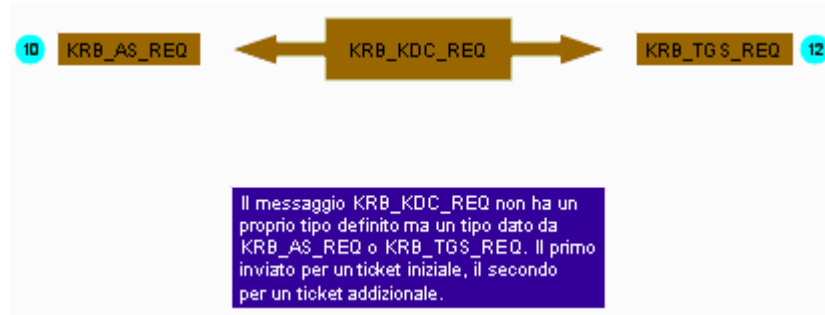 10 KRB_AS_REQ KRB_KDC_REQ KRB_TGS_REQ 12
Il messaggio KRB_KDC_REQ non ha un
proprio tipo definito ma un tipo dato da
KRB_AS_REQ o KRB_TGS_REQ. Il primo
inviato per un ticket iniziale, il secondo
per un ticket addizionale.